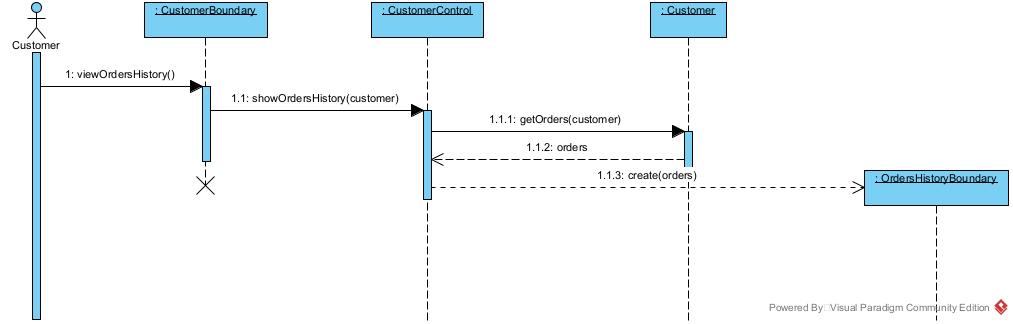 : CustomerBoundary
: CustomerControl
: Customer
Customer
1: viewOrdersHistory()
1.1: showOrdersHistory(customer)
1.1.1: getOrders(customer)
1.1.2: orders
1.1.3: create(orders)
: OrdersHistoryBoundary
Powered By Visual Paradigm Community Edition